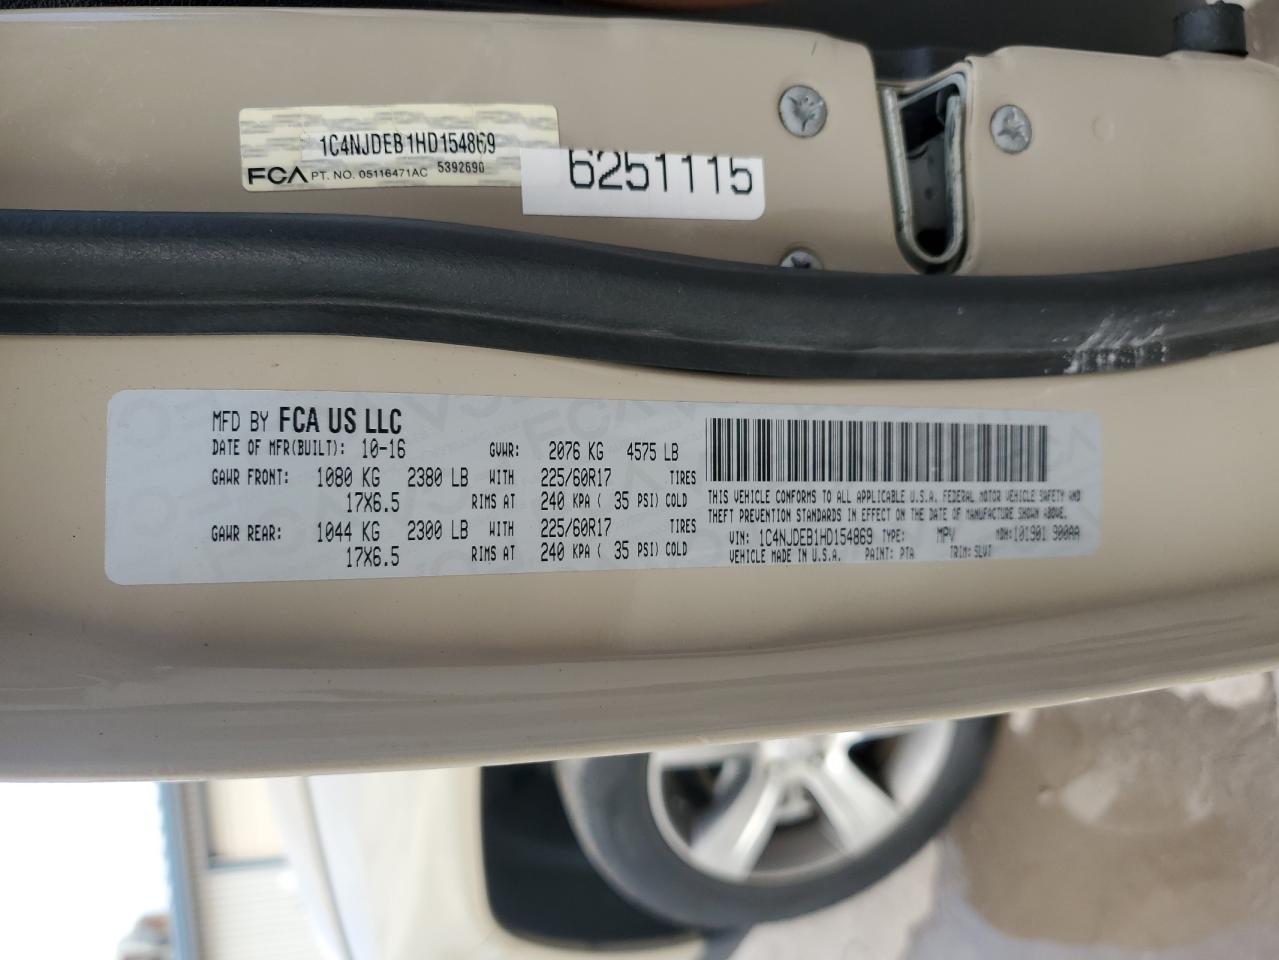 1C4NJDEB1HD154869
FCA PT. NO. 05116471AC 5392690
6251115
MFD BY FCA US LLC
DATE OF MFR(BUILT): 10-16 GVWR: 2076 KG 4575 LB
GAWR FRONT: 1080 KG 2380 LB WITH 225/60R17 TIRES
17X6.5 RIMS AT 240 KPA ( 35 PSI) COLD
GAWR REAR: 1044 KG 2300 LB WITH 225/60R17 TIRES
17X6.5 RIMS AT 240 KPA ( 35 PSI) COLD
THIS VEHICLE CONFORMS TO ALL APPLICABLE U.S.A. FEDERAL MOTOR VEHICLE SAFETY AND
THEFT PREVENTION STANDARDS IN EFFECT ON THE DATE OF MANUFACTURE SHOWN ABOVE.
VIN: 1C4NJDEB1HD154869 TYPE: MPV MDH:101901 900AA
VEHICLE MADE IN U.S.A. PAINT: PTA TRIM: SLVT